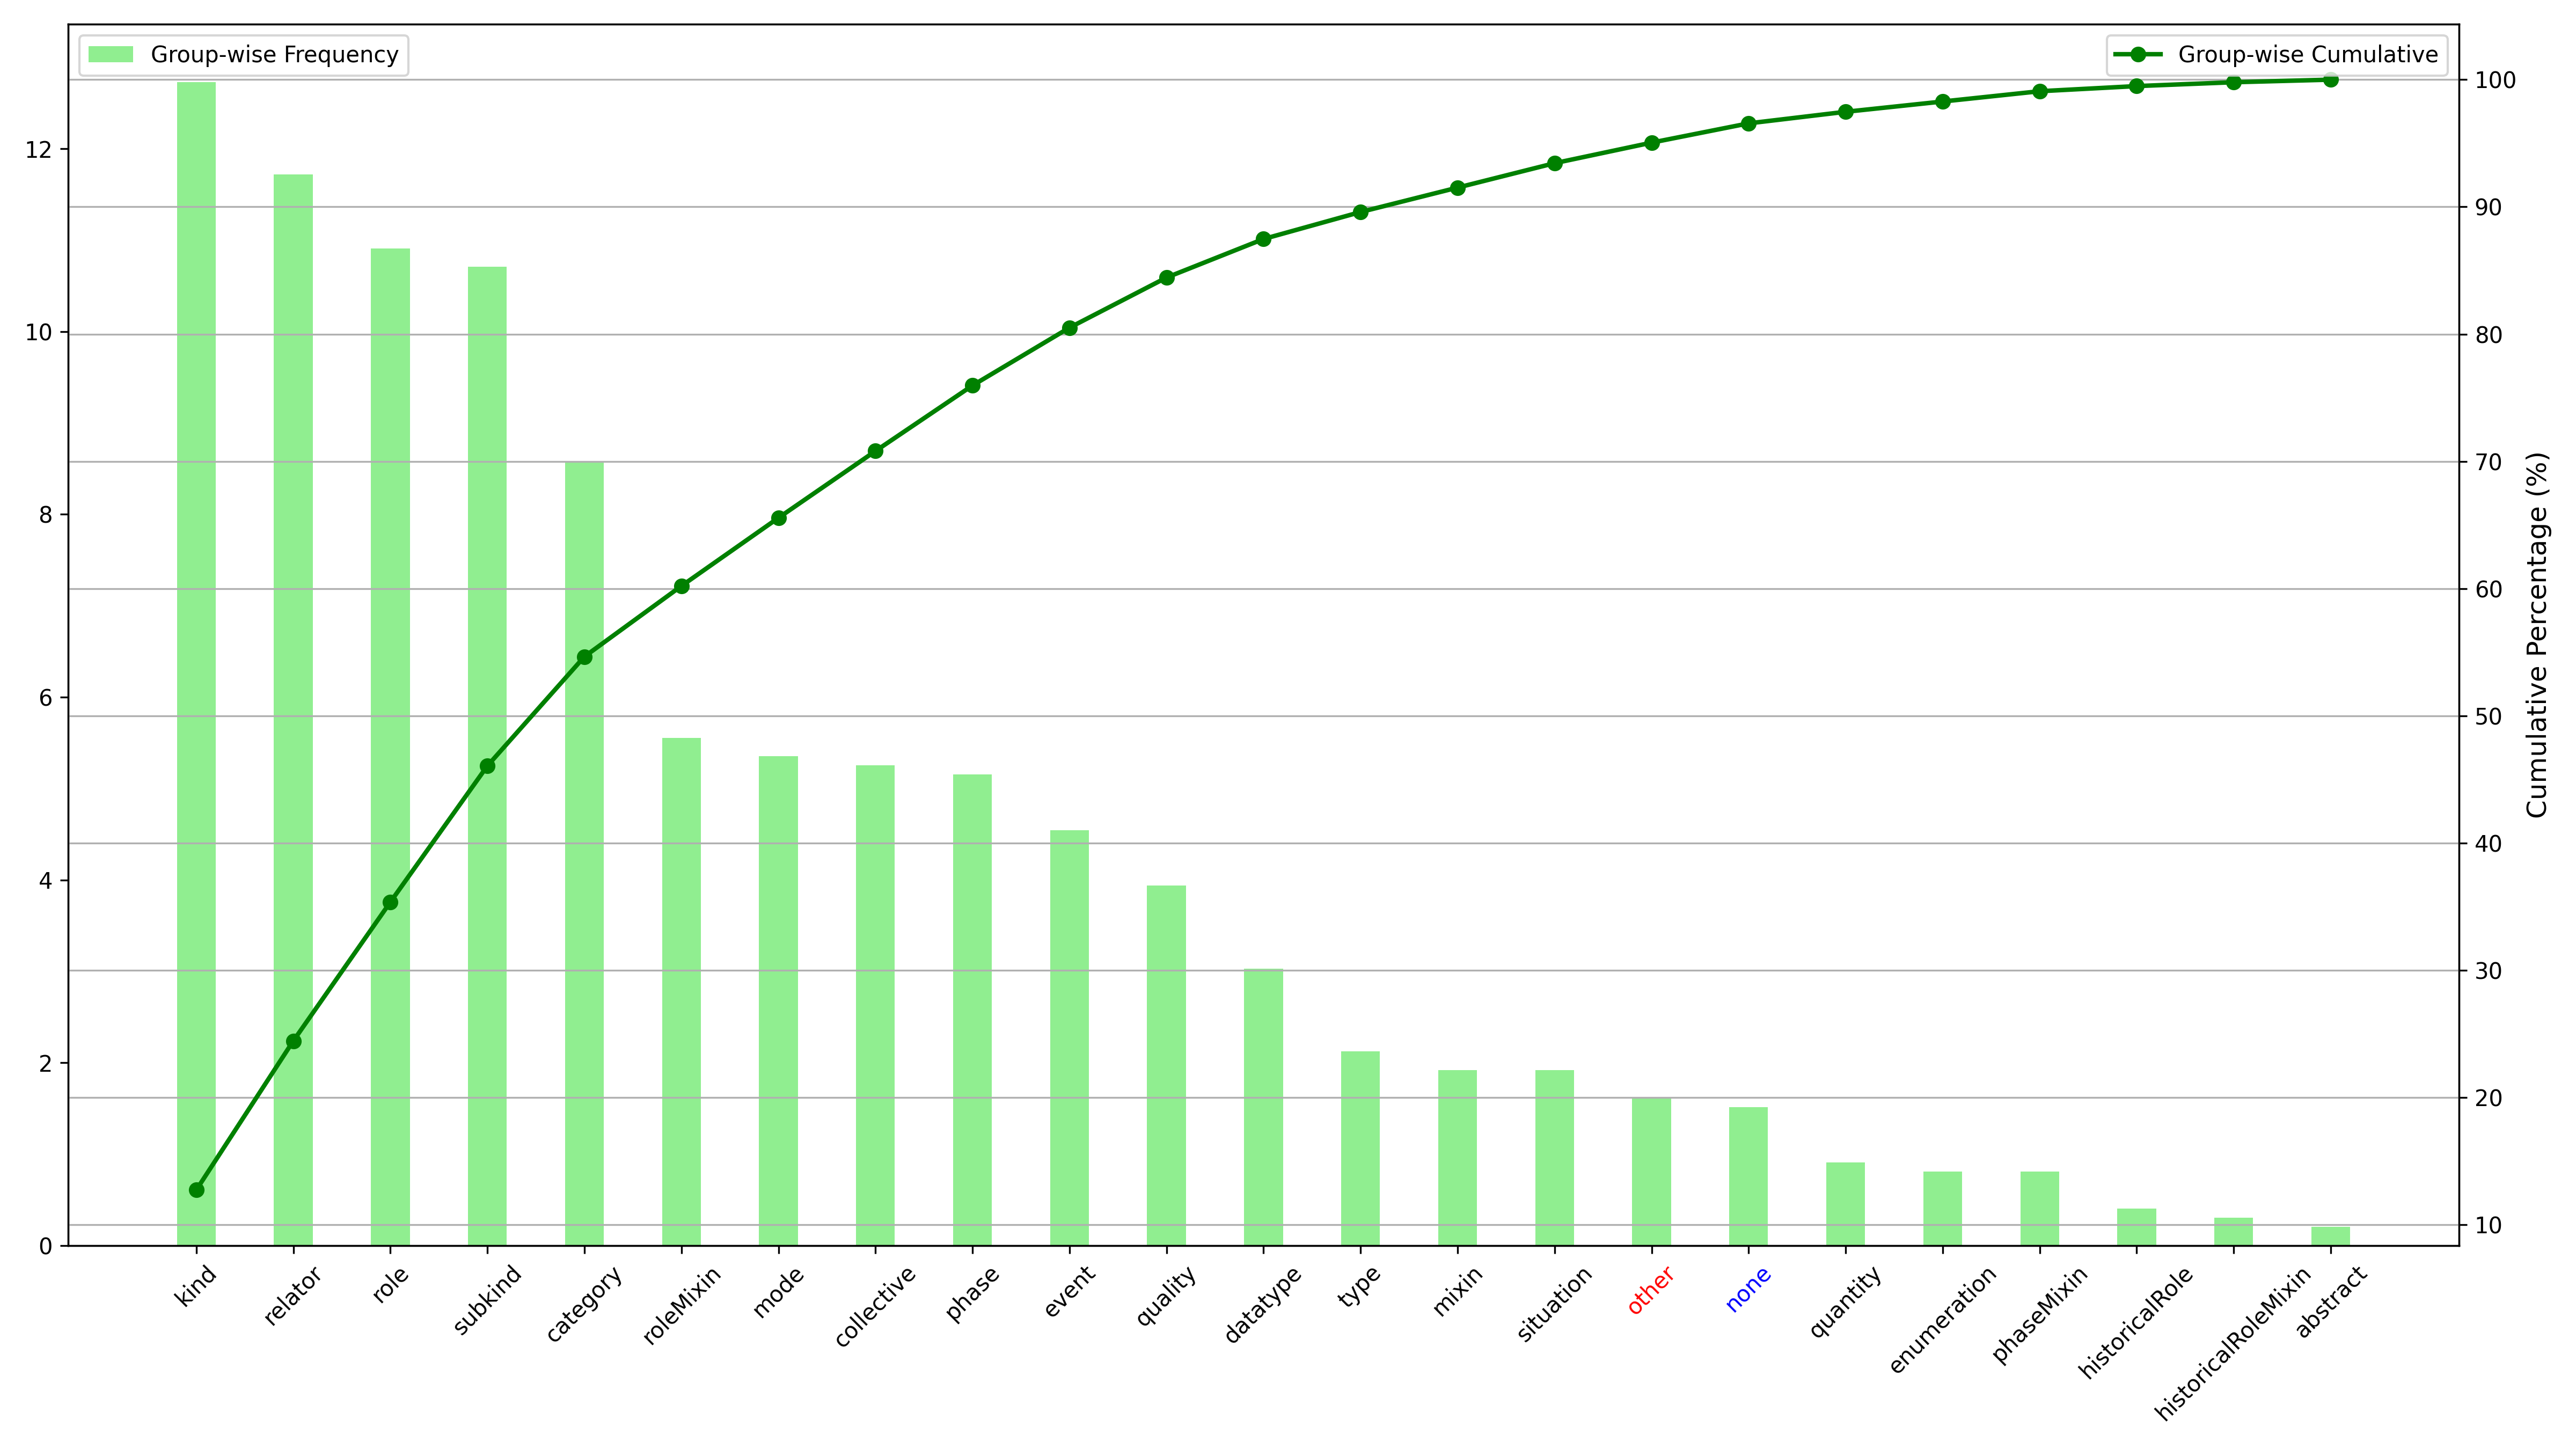 Group-wise Frequency
Group-wise Cumulative
12
10
8
6
4
2
0
100
90
80
70
60
50
40
30
20
10
Cumulative Percentage (%)
kind
relator
role
subkind
category
roleMixin
mode
collective
phase
event
quality
datatype
type
mixin
situation
other
none
quantity
enumeration
phaseMixin
historicalRole
historicalRoleMixin
abstract